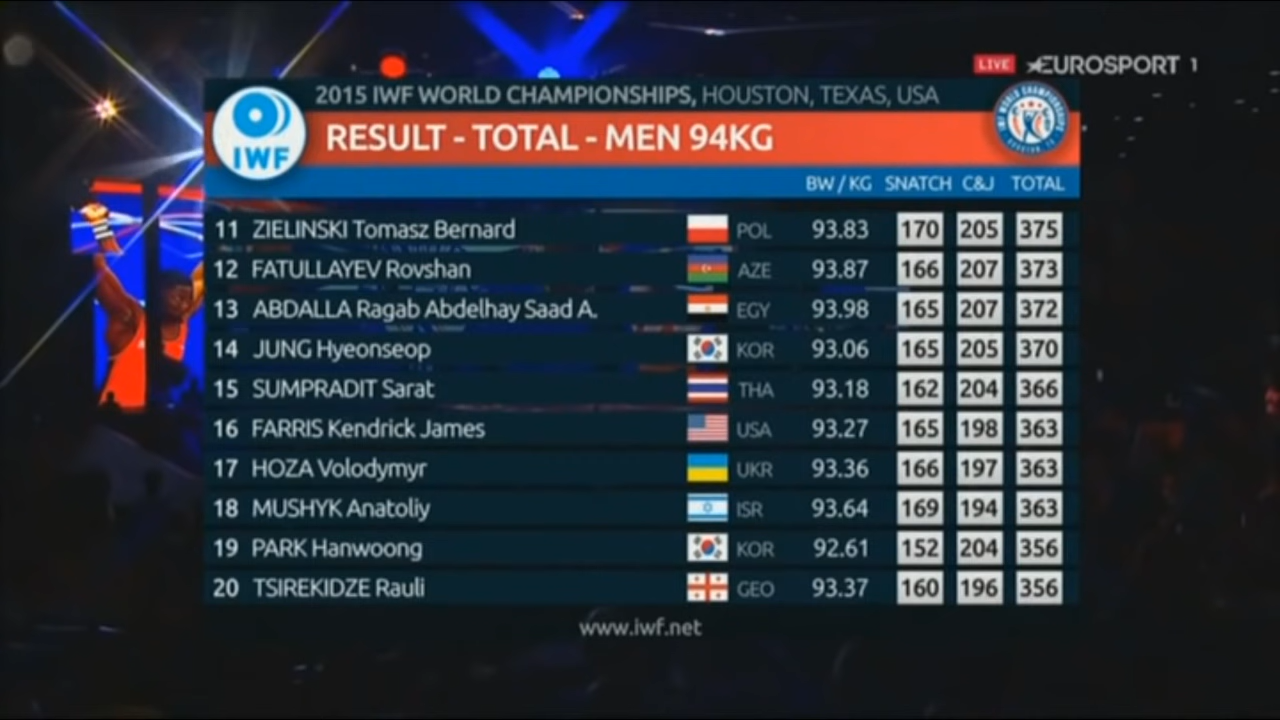 LIVE EUROSPORT 1
2015 IWF WORLD CHAMPIONSHIPS, HOUSTON, TEXAS, USA
IWF
RESULT - TOTAL - MEN 94KG
IWF WORLD CHAMPIONSHIPS
BW / KG SNATCH C&J TOTAL
11 ZIELINSKI Tomasz Bernard POL 93.83 170 205 375
12 FATULLAYEV Rovshan AZE 93.87 166 207 373
13 ABDALLA Ragab Abdelhay Saad A. EGY 93.98 165 207 372
14 JUNG Hyeonseop KOR 93.06 165 205 370
15 SUMPRADIT Sarat THA 93.18 162 204 366
16 FARRIS Kendrick James USA 93.27 165 198 363
17 HOZA Volodymyr UKR 93.36 166 197 363
18 MUSHYK Anatoliy ISR 93.64 169 194 363
19 PARK Hanwoong KOR 92.61 152 204 356
20 TSIREKIDZE Rauli GEO 93.37 160 196 356
www.iwf.net